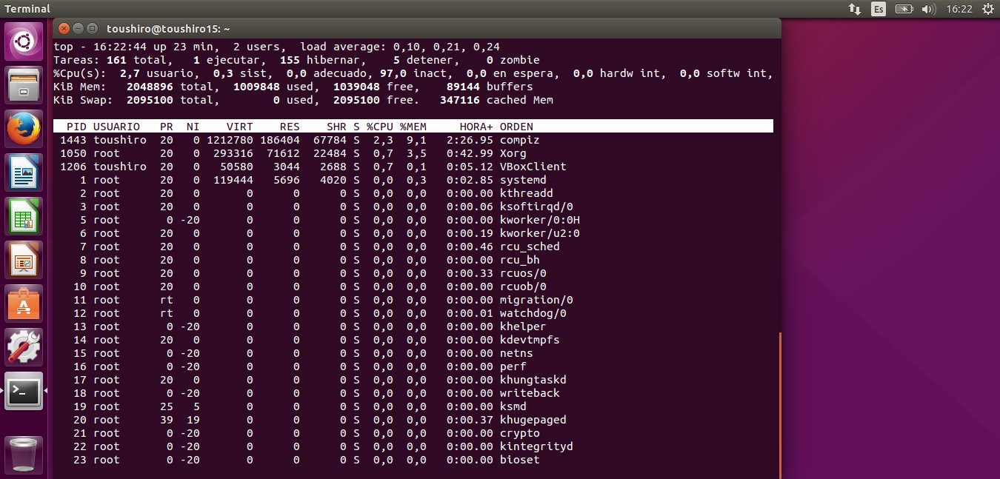 Terminal
Es
16:22
toushiro@toushiro15: ~
top - 16:22:44 up 23 min,  2 users,  load average: 0,10, 0,21, 0,24
Tareas: 161 total,   1 ejecutar, 155 hibernar,   5 detener,   0 zombie
%Cpu(s):  2,7 usuario,  0,3 sist,  0,0 adecuado, 97,0 inact,  0,0 en espera,  0,0 hardw int,  0,0 softw int,
KiB Mem:   2048896 total,  1009848 used,  1039048 free,    89144 buffers
KiB Swap:  2095100 total,        0 used,  2095100 free.   347116 cached Mem
PID USUARIO   PR  NI    VIRT    RES    SHR S %CPU %MEM     HORA+ ORDEN
1443 toushiro  20   0 1212780 186404  67784 S  2,3  9,1   2:26.95 compiz
1050 root      20   0  293316  71612  22484 S  0,7  3,5   0:42.99 Xorg
1206 toushiro  20   0   50580   3044   2688 S  0,7  0,1   0:05.12 VBoxClient
1 root      20   0  119444   5696   4020 S  0,0  0,3   0:02.85 systemd
2 root      20   0       0      0      0 S  0,0  0,0   0:00.00 kthreadd
3 root      20   0       0      0      0 S  0,0  0,0   0:00.06 ksoftirqd/0
5 root       0 -20       0      0      0 S  0,0  0,0   0:00.00 kworker/0:0H
6 root      20   0       0      0      0 S  0,0  0,0   0:00.19 kworker/u2:0
7 root      20   0       0      0      0 S  0,0  0,0   0:00.46 rcu_sched
8 root      20   0       0      0      0 S  0,0  0,0   0:00.00 rcu_bh
9 root      20   0       0      0      0 S  0,0  0,0   0:00.33 rcuos/0
10 root      20   0       0      0      0 S  0,0  0,0   0:00.00 rcuob/0
11 root      rt   0       0      0      0 S  0,0  0,0   0:00.00 migration/0
12 root      rt   0       0      0      0 S  0,0  0,0   0:00.01 watchdog/0
13 root       0 -20       0      0      0 S  0,0  0,0   0:00.00 khelper
14 root      20   0       0      0      0 S  0,0  0,0   0:00.00 kdevtmpfs
15 root       0 -20       0      0      0 S  0,0  0,0   0:00.00 netns
16 root       0 -20       0      0      0 S  0,0  0,0   0:00.00 perf
17 root      20   0       0      0      0 S  0,0  0,0   0:00.00 khungtaskd
18 root       0 -20       0      0      0 S  0,0  0,0   0:00.00 writeback
19 root      25   5       0      0      0 S  0,0  0,0   0:00.00 ksmd
20 root      39  19       0      0      0 S  0,0  0,0   0:00.37 khugepaged
21 root       0 -20       0      0      0 S  0,0  0,0   0:00.00 crypto
22 root       0 -20       0      0      0 S  0,0  0,0   0:00.00 kintegrityd
23 root       0 -20       0      0      0 S  0,0  0,0   0:00.00 bioset